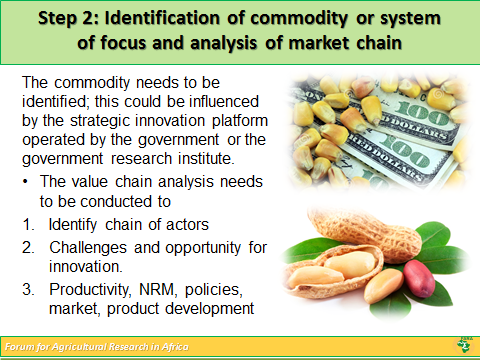 Step 2: Identification of commodity or system
of focus and analysis of market chain
The commodity needs to be
identified; this could be influenced
by the strategic innovation platform
operated by the government or the
government research institute.
• The value chain analysis needs
to be conducted to
1. Identify chain of actors
2. Challenges and opportunity for
innovation.
3. Productivity, NRM, policies,
market, product development
100
100
Forum for Agricultural Research in Africa
FARA